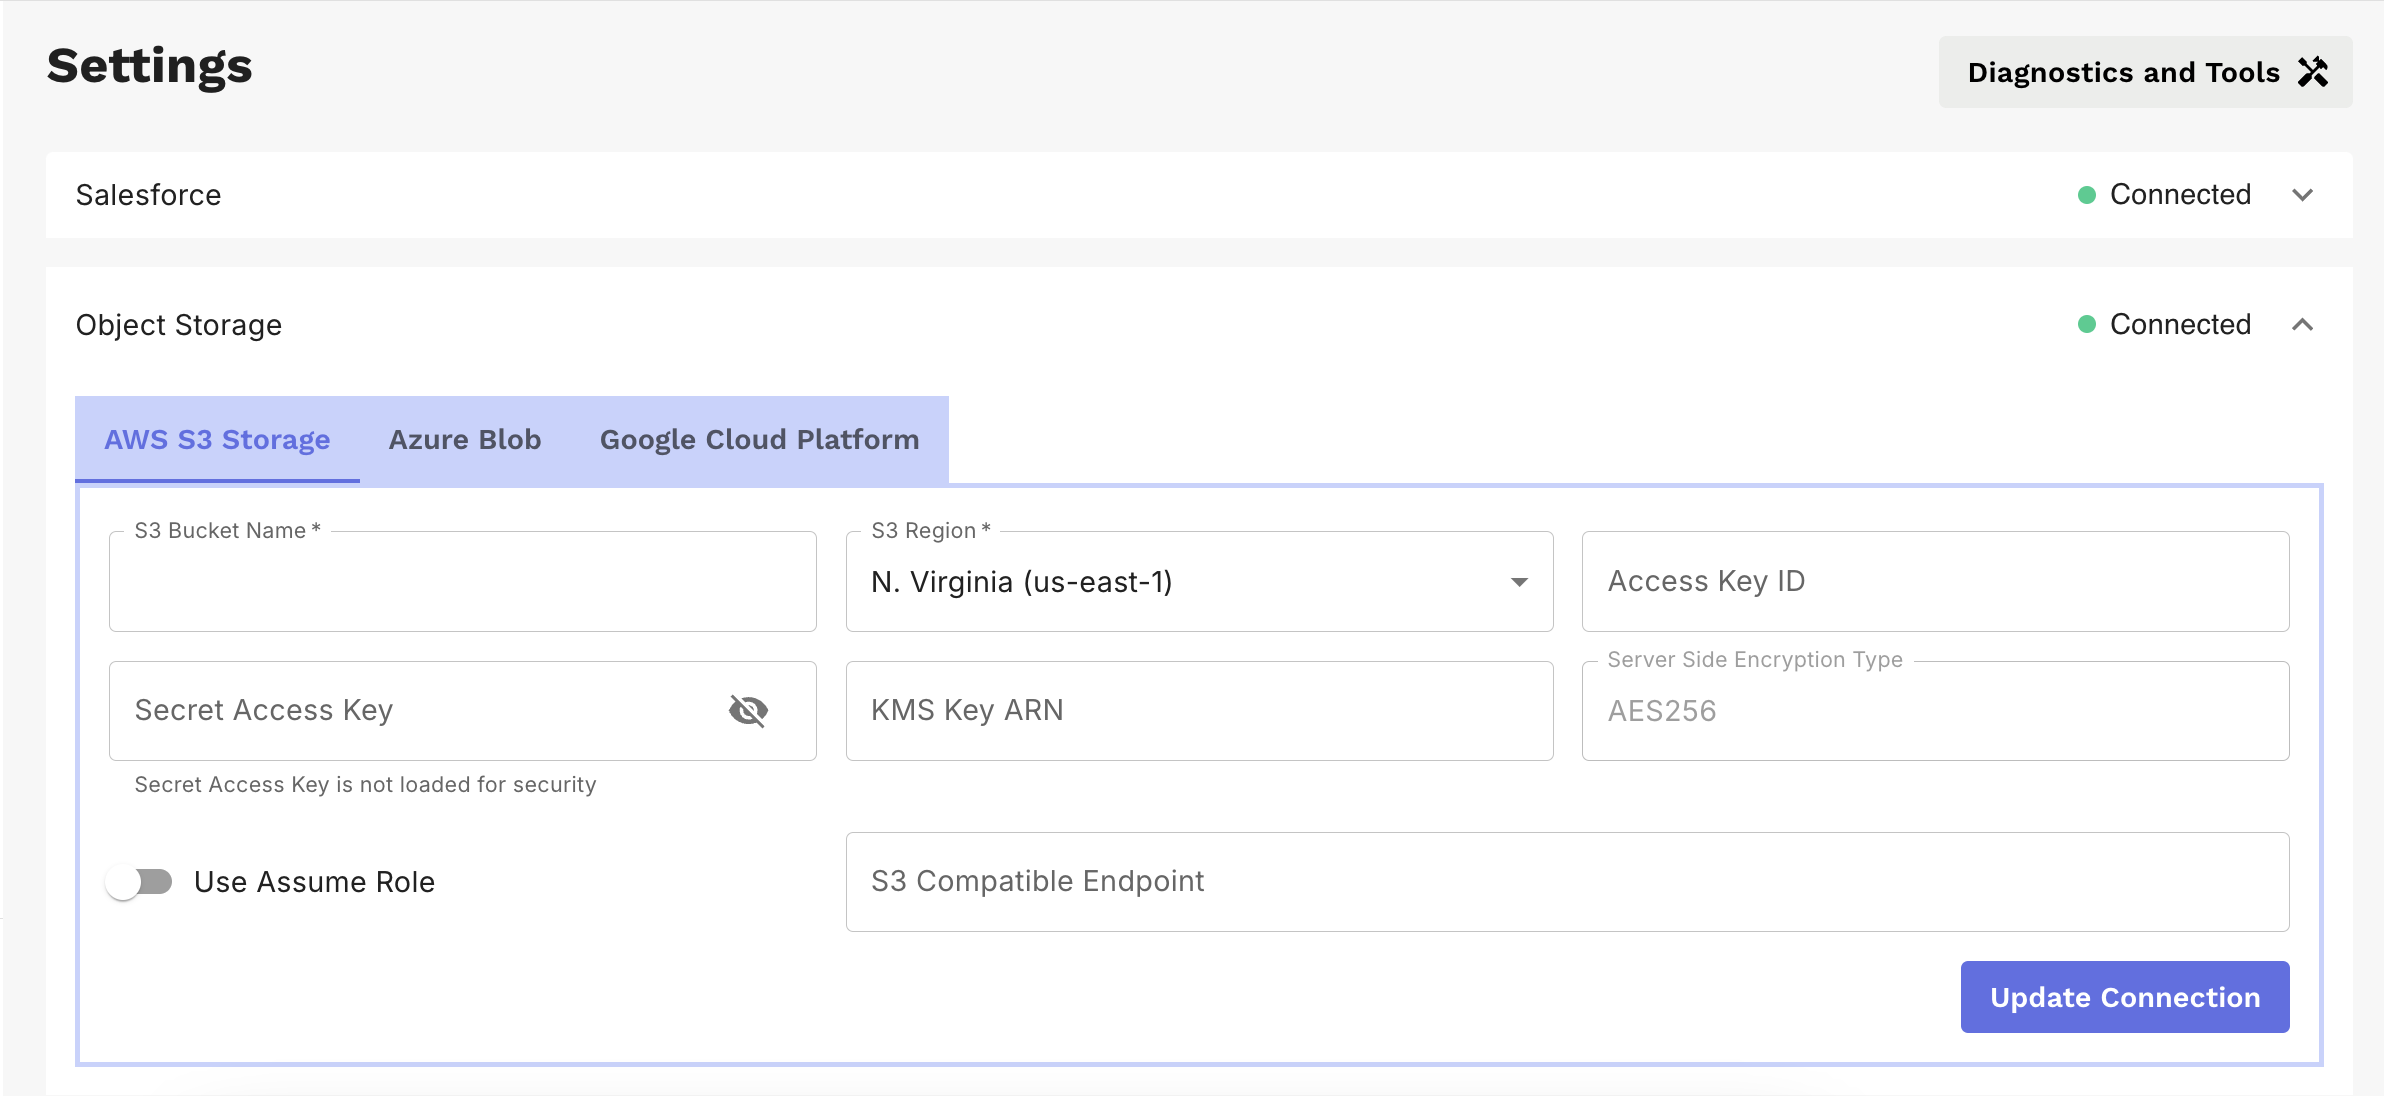 Settings
Diagnostics and Tools
Salesforce
Connected
Object Storage
Connected
AWS S3 Storage
Azure Blob
Google Cloud Platform
S3 Bucket Name *
S3 Region *
N. Virginia (us-east-1)
Access Key ID
Secret Access Key
Secret Access Key is not loaded for security
KMS Key ARN
Server Side Encryption Type
AES256
Use Assume Role
S3 Compatible Endpoint
Update Connection